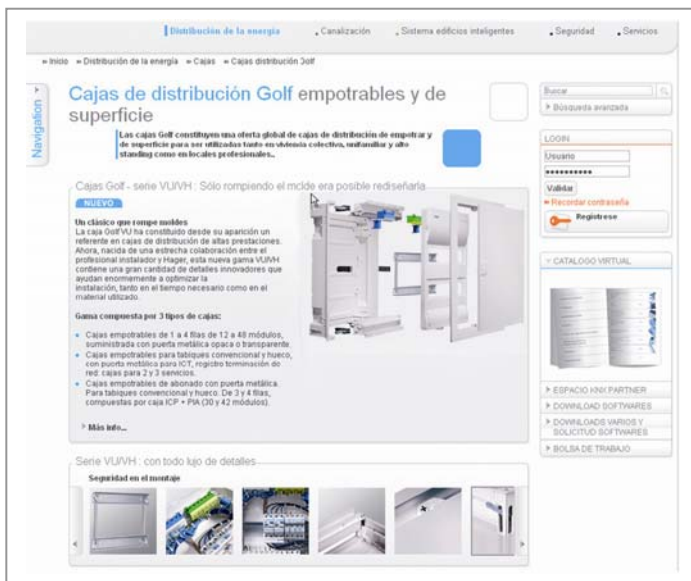 Distribución de la energía
Canalización
Sistema edificios inteligentes
Seguridad
Servicios
Inicio
Distribución de la energía
Cajas
Cajas distribución Golf
Navigation
Cajas de distribución Golf empotrables y de
superficie
Las cajas Golf constituyen una oferta global de cajas de distribución de empotrar y
de superficie para ser utilizadas tanto en vivienda colectivo, unifamiliar y alto
standing como en locales profesionales..
Cajas Golf - serie VU/VH : Sólo rompiendo el molde era posible rediseñarla
NUEVO
Un clásico que rompe moldes
La caja Golf VU ha constituido desde su aparición un
referente en cajas de distribución de altas prestaciones.
Ahora, nacida de una estrecha colaboración entre el
profesional instalador y Hager, esta nueva gama VU/VH
contiene una gran cantidad de detalles innovadores que
ayudan enormemente a optimizar la
instalación, tanto en el tiempo necesario como en el
material utilizado.
Gama compuesta por 3 tipos de cajas:
Cajas empotrables de 1 a 4 filas de 12 a 48 módulos,
suministrada con puerta metálica opaca o transparente.
Cajas empotrables para tabiques convencional y hueco,
con puerta metálica para ICT, registro terminación de
red: cajas para 2 y 3 servicios.
Cajas empotrables de abonado con puerta metálica.
Para tabiques convencional y hueco. De 3 y 4 filas,
compuestas por caja ICP + PIA (30 y 42 módulos).
Más info...
Serie VU/VH : con todo lujo de detalles
Seguridad en el montaje
Buscar
Búsqueda avanzada
LOGIN
Usuario
Validar
Recordar contraseña
Regístrese
CATALOGO VIRTUAL
ESPACIO KNX PARTNER
DOWNLOAD SOFTWARES
DOWNLOADS VARIOS Y
SOLICITUD SOFTWARES
BOLSA DE TRABAJO